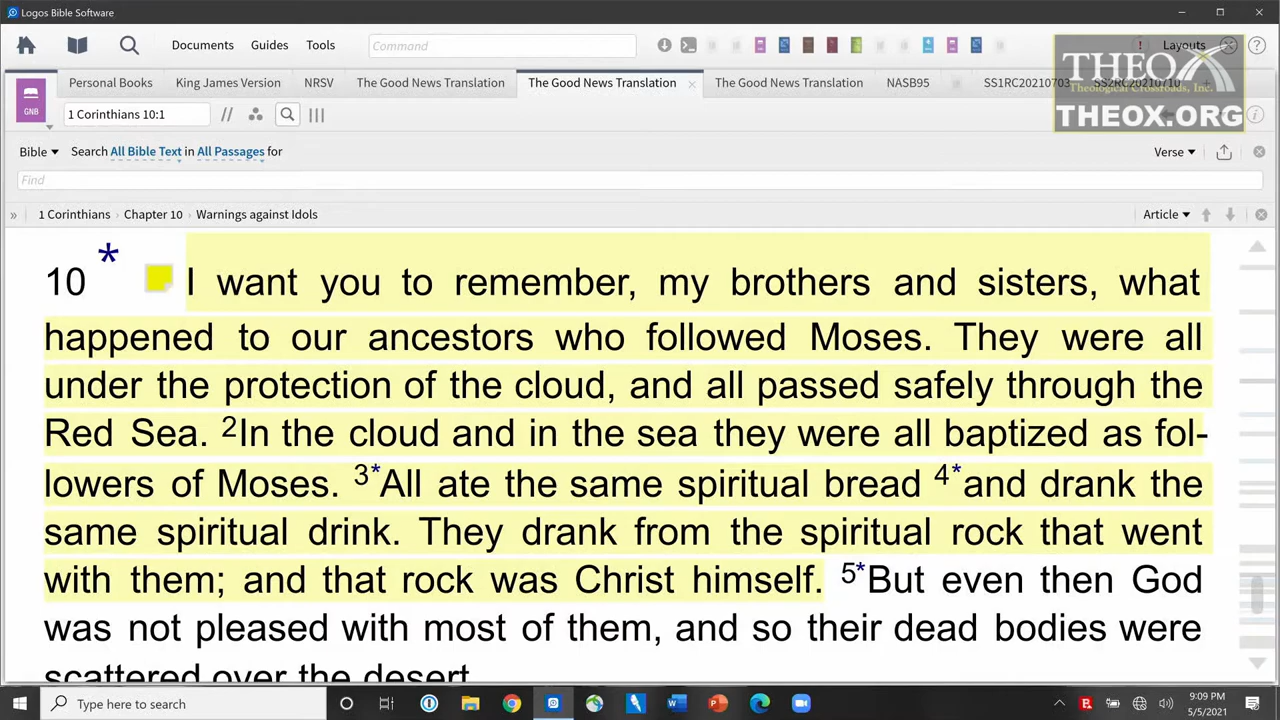 Logos Bible Software
Documents Guides Tools Command Layouts
Personal Books King James Version NRSV The Good News Translation The Good News Translation The Good News Translation NASB95 SS1RC20210703
THEOX
Theological Crossroads, Inc.
THEOX.ORG
GNB
1 Corinthians 10:1
Bible Search All Bible Text in All Passages for Verse
Find
» 1 Corinthians › Chapter 10 › Warnings against Idols Article
10 * I want you to remember, my brothers and sisters, what
happened to our ancestors who followed Moses. They were all
under the protection of the cloud, and all passed safely through the
Red Sea. 2In the cloud and in the sea they were all baptized as fol-
lowers of Moses. 3*All ate the same spiritual bread 4*and drank the
same spiritual drink. They drank from the spiritual rock that went
with them; and that rock was Christ himself. 5*But even then God
was not pleased with most of them, and so their dead bodies were
scattered over the desert.
Type here to search
9:09 PM
5/5/2021